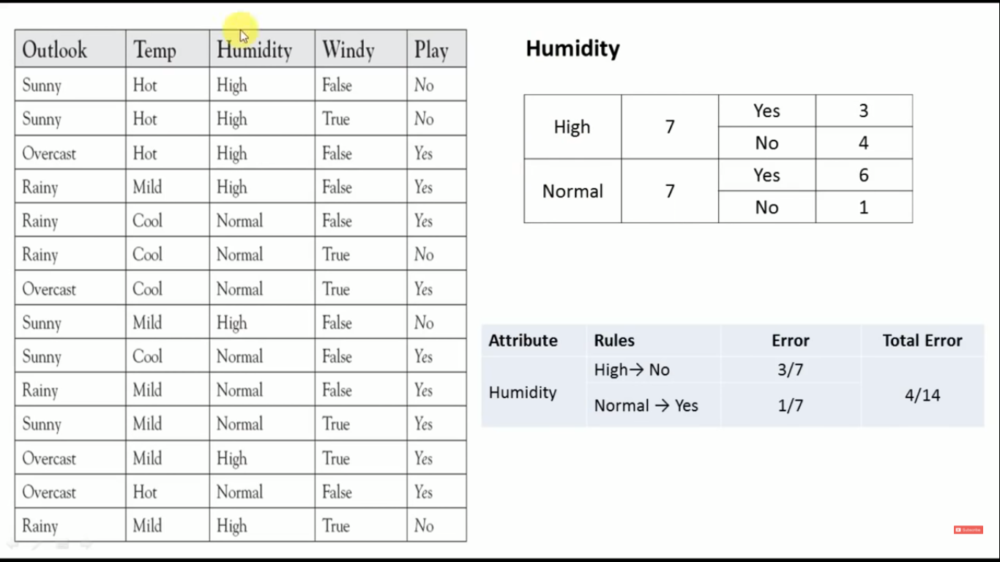 Outlook Temp Humidity Windy Play
Sunny Hot High False No
Sunny Hot High True No
Overcast Hot High False Yes
Rainy Mild High False Yes
Rainy Cool Normal False Yes
Rainy Cool Normal True No
Overcast Cool Normal True Yes
Sunny Mild High False No
Sunny Cool Normal False Yes
Rainy Mild Normal False Yes
Sunny Mild Normal True Yes
Overcast Mild High True Yes
Overcast Hot Normal False Yes
Rainy Mild High True No
Humidity
High 7 Yes 3
No 4
Normal 7 Yes 6
No 1
Attribute Rules Error Total Error
Humidity High→ No 3/7 4/14
Normal → Yes 1/7
Subscribe